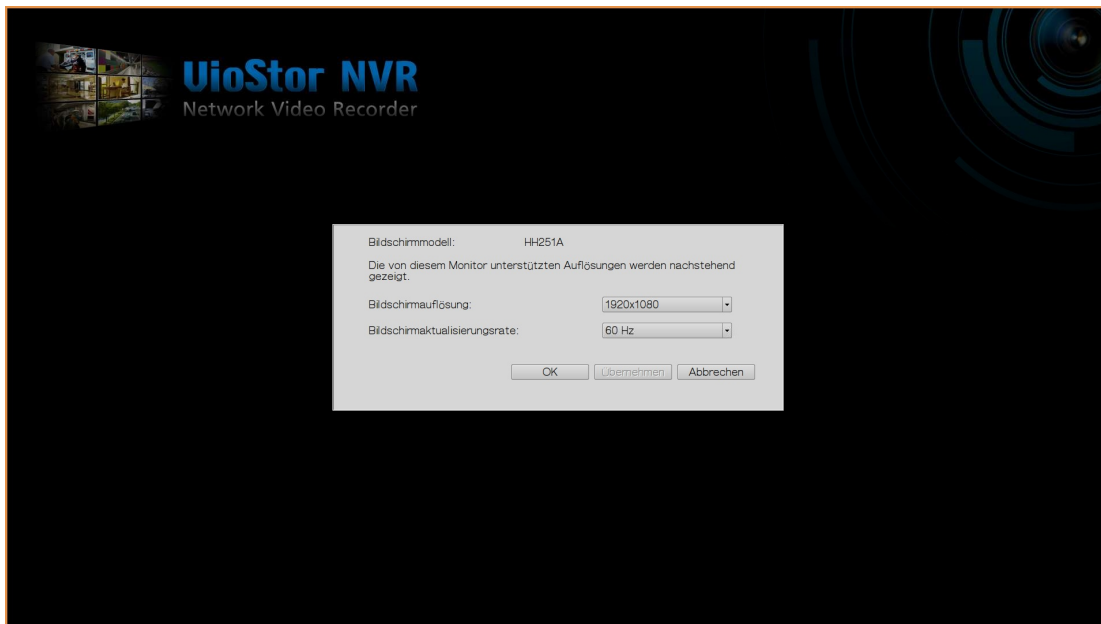 VioStor NVR
Network Video Recorder
Bildschirmmodell: HH251A
Die von diesem Monitor unterstützten Auflösungen werden nachstehend
gezeigt.
Bildschirmauflösung: 1920x1080
Bildschirmaktualisierungsrate: 60 Hz
OK Übernehmen Abbrechen